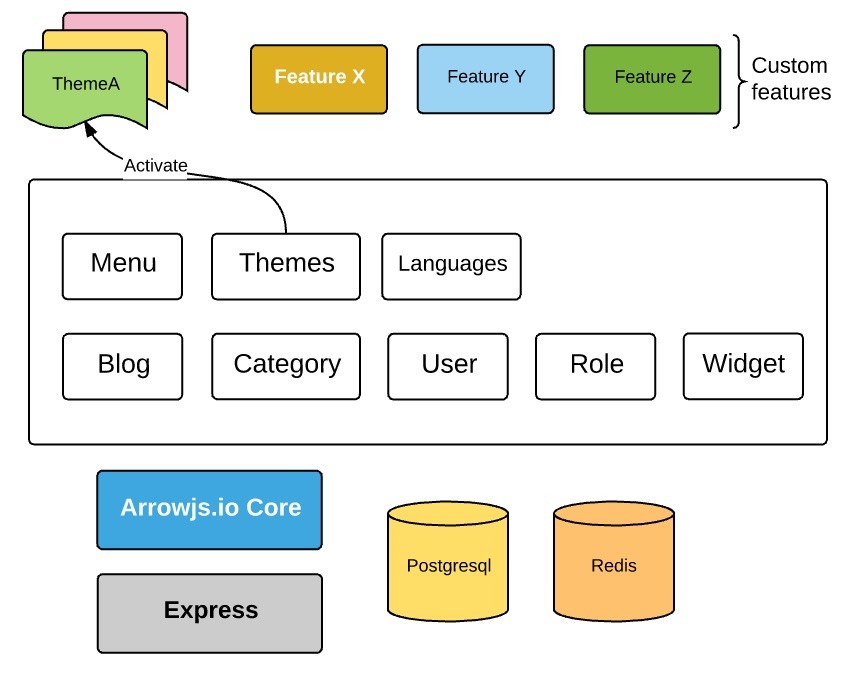 ThemeA
Feature X
Feature Y
Feature Z
Custom
features
Activate
Menu
Themes
Languages
Blog
Category
User
Role
Widget
Arrowjs.io Core
Postgresql
Redis
Express